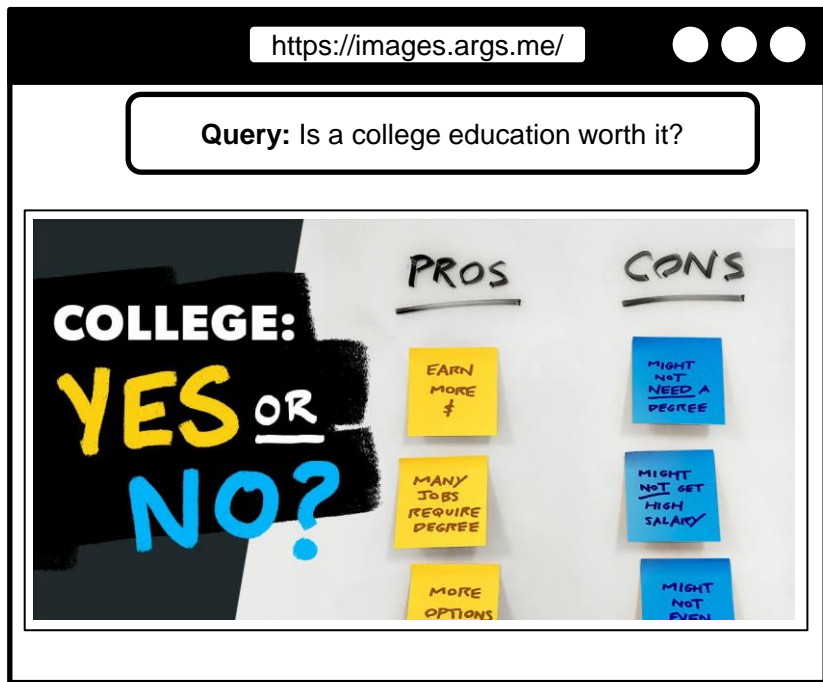 https://images.args.me/
Query: Is a college education worth it?
COLLEGE:
YES OR
NO?
PROS
EARN
MORE
$
MANY
JOBS
REQUIRE
DEGREE
MORE
OPTIONS
CONS
MIGHT
NOT
NEED A
DEGREE
MIGHT
NOT GET
HIGH
SALARY
MIGHT
NOT
EVEN